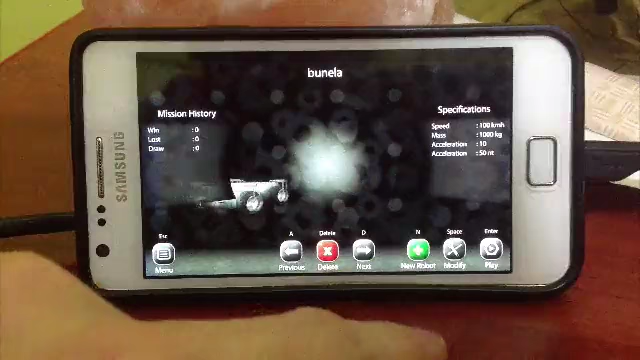 bunela
Mission History
Win : 0
Lost : 0
Draw : 0
Specifications
Speed : 100 kmh
Mass : 1000 kg
Acceleration : 10
Acceleration : 50 nt
SAMSUNG
Esc
Menu
A
Previous
Delete
Delete
D
Next
N
New Robot
Space
Modify
Enter
Play